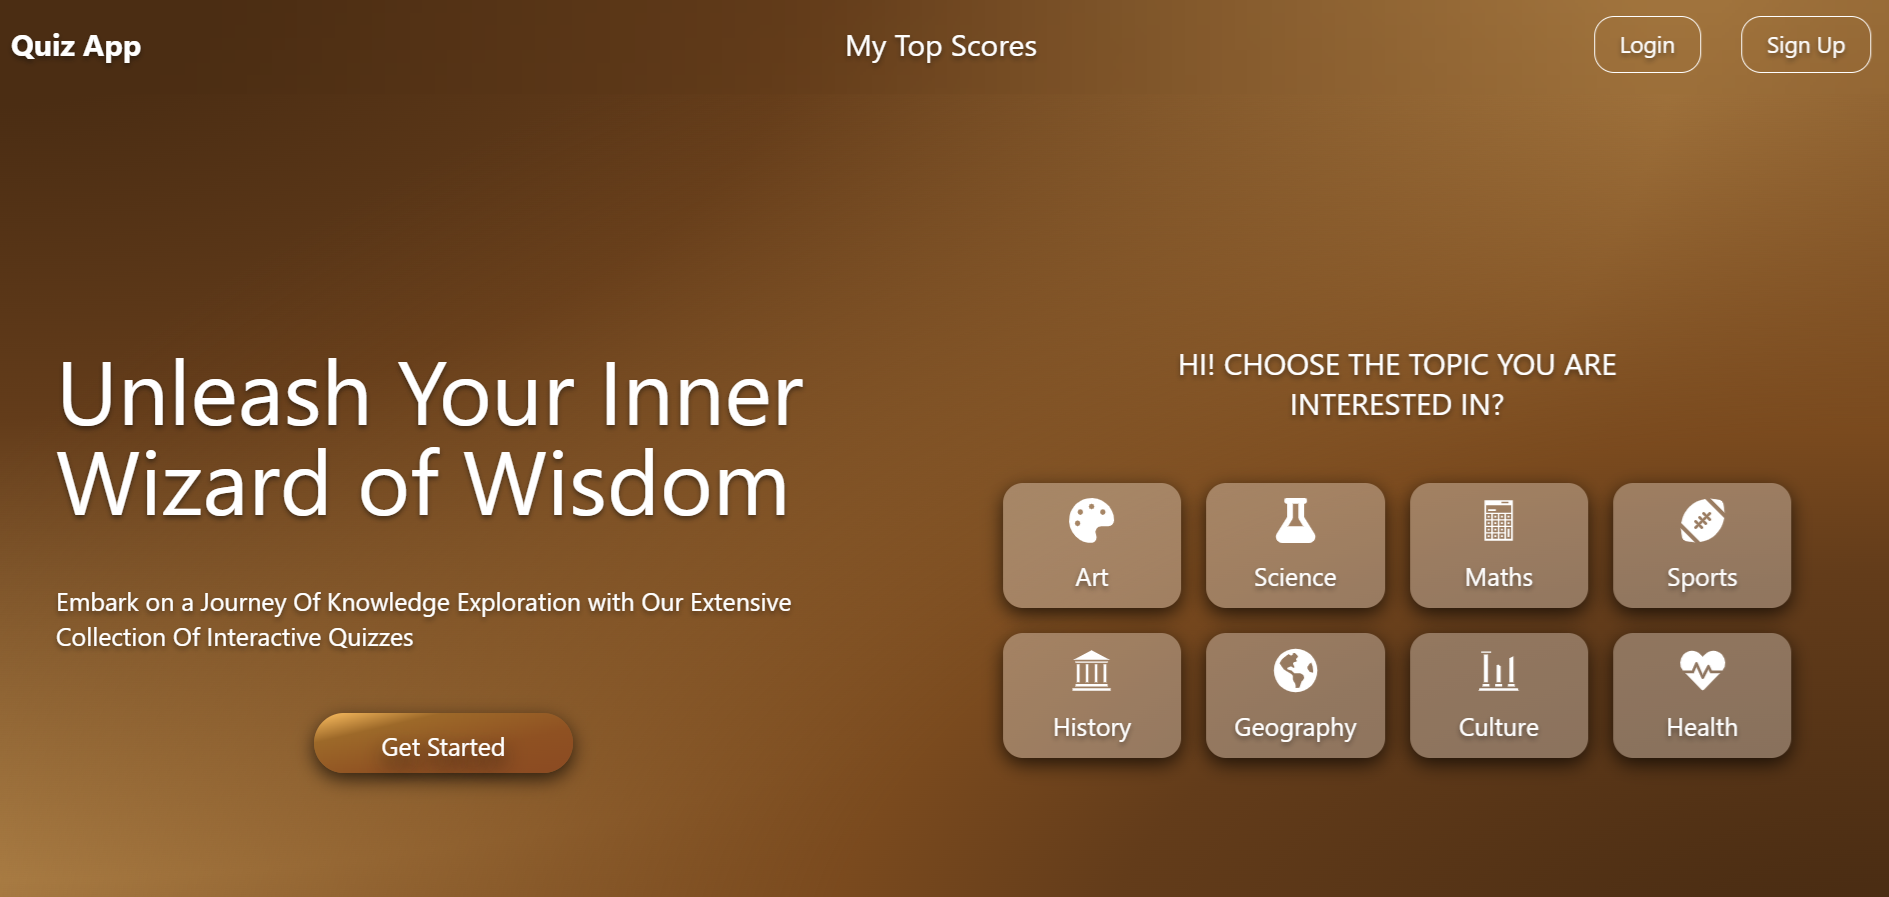 Quiz App
My Top Scores
Login
Sign Up
Unleash Your Inner
Wizard of Wisdom
Embark on a Journey Of Knowledge Exploration with Our Extensive
Collection Of Interactive Quizzes
Get Started
HI! CHOOSE THE TOPIC YOU ARE
INTERESTED IN?
Art
Science
Maths
Sports
History
Geography
Culture
Health